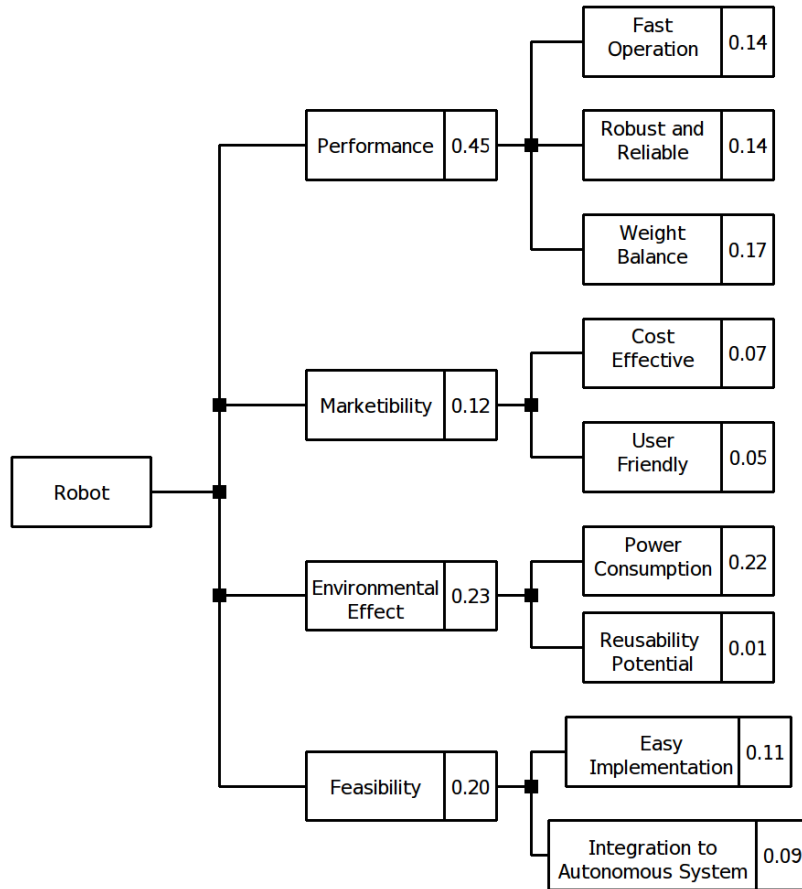 Fast
Operation
0.14
Performance
0.45
Robust and
Reliable
0.14
Weight
Balance
0.17
Cost
Effective
0.07
Marketibility
0.12
User
Friendly
0.05
Robot
Power
Consumption
0.22
Environmental
Effect
0.23
Reusability
Potential
0.01
Easy
Implementation
0.11
Feasibility
0.20
Integration to
Autonomous System
0.09